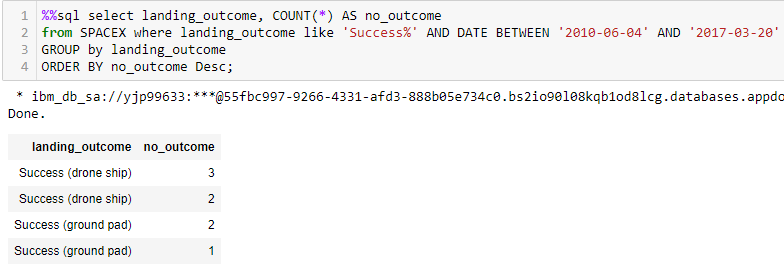 1 %%sql select landing_outcome, COUNT(*) AS no_outcome
2 from SPACEX where landing_outcome like 'Success%' AND DATE BETWEEN '2010-06-04' AND '2017-03-20'
3 GROUP by landing_outcome
4 ORDER BY no_outcome Desc;
* ibm_db_sa://yjp99633:***@55fbc997-9266-4331-afd3-888b05e734c0.bs2io90l08kqb1od8lcg.databases.appdo
Done.
landing_outcome no_outcome
Success (drone ship) 3
Success (drone ship) 2
Success (ground pad) 2
Success (ground pad) 1